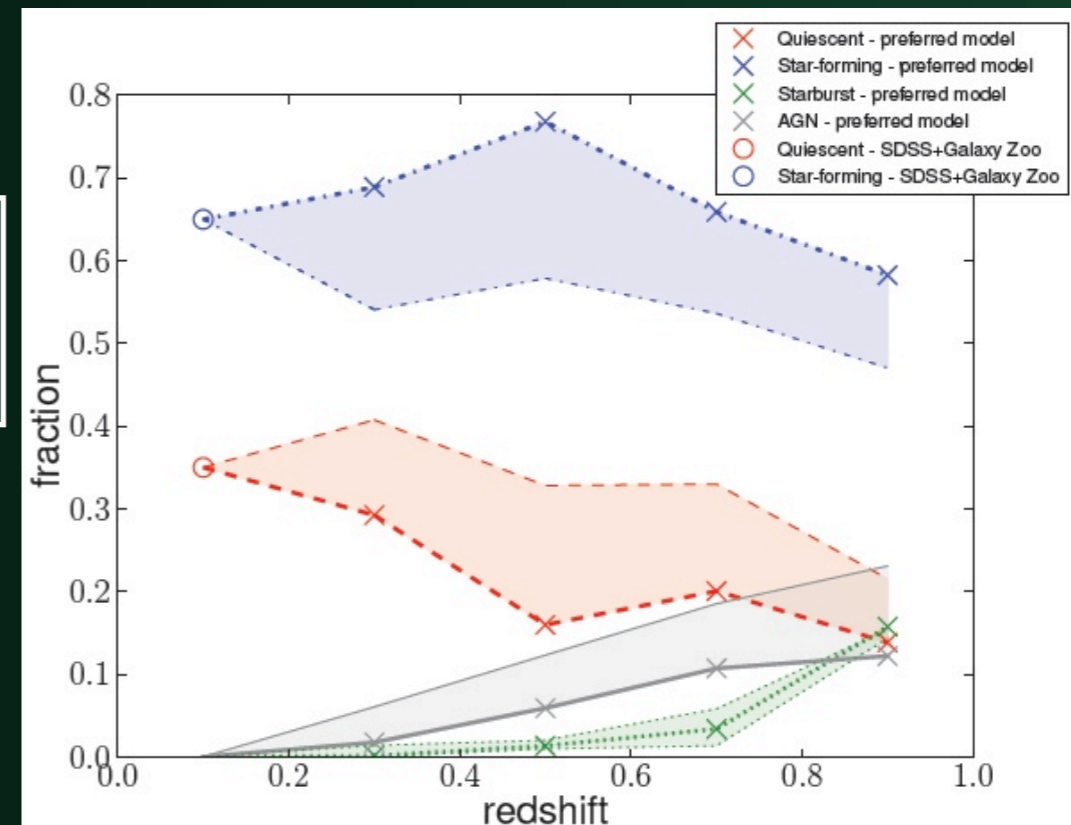 Quiescent - preferred model
Star-forming - preferred model
Starburst - preferred model
AGN - preferred model
Quiescent - SDSS+Galaxy Zoo
Star-forming - SDSS+Galaxy Zoo
0.8
0.7
0.6
0.5
0.4
0.3
0.2
0.1
0.0
fraction
0.0 0.2 0.4 0.6 0.8 1.0
redshift